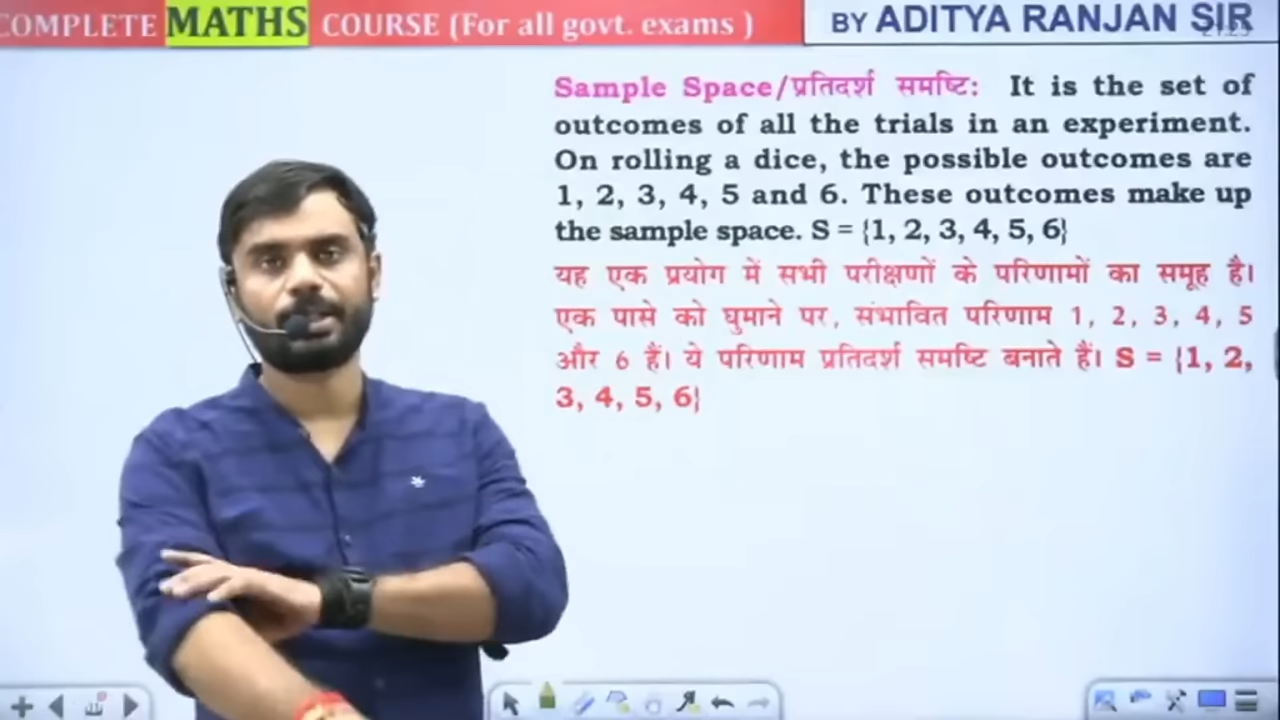 COMPLETE MATHS COURSE (For all govt. exams )
BY ADITYA RANJAN SIR
Sample Space/प्रतिदर्श समष्टि: It is the set of
outcomes of all the trials in an experiment.
On rolling a dice, the possible outcomes are
1, 2, 3, 4, 5 and 6. These outcomes make up
the sample space. S = {1, 2, 3, 4, 5, 6}
यह एक प्रयोग में सभी परीक्षणों के परिणामों का समूह है।
एक पासे को घुमाने पर, संभावित परिणाम 1, 2, 3, 4, 5
और 6 हैं। ये परिणाम प्रतिदर्श समष्टि बनाते हैं। S = {1, 2,
3, 4, 5, 6}